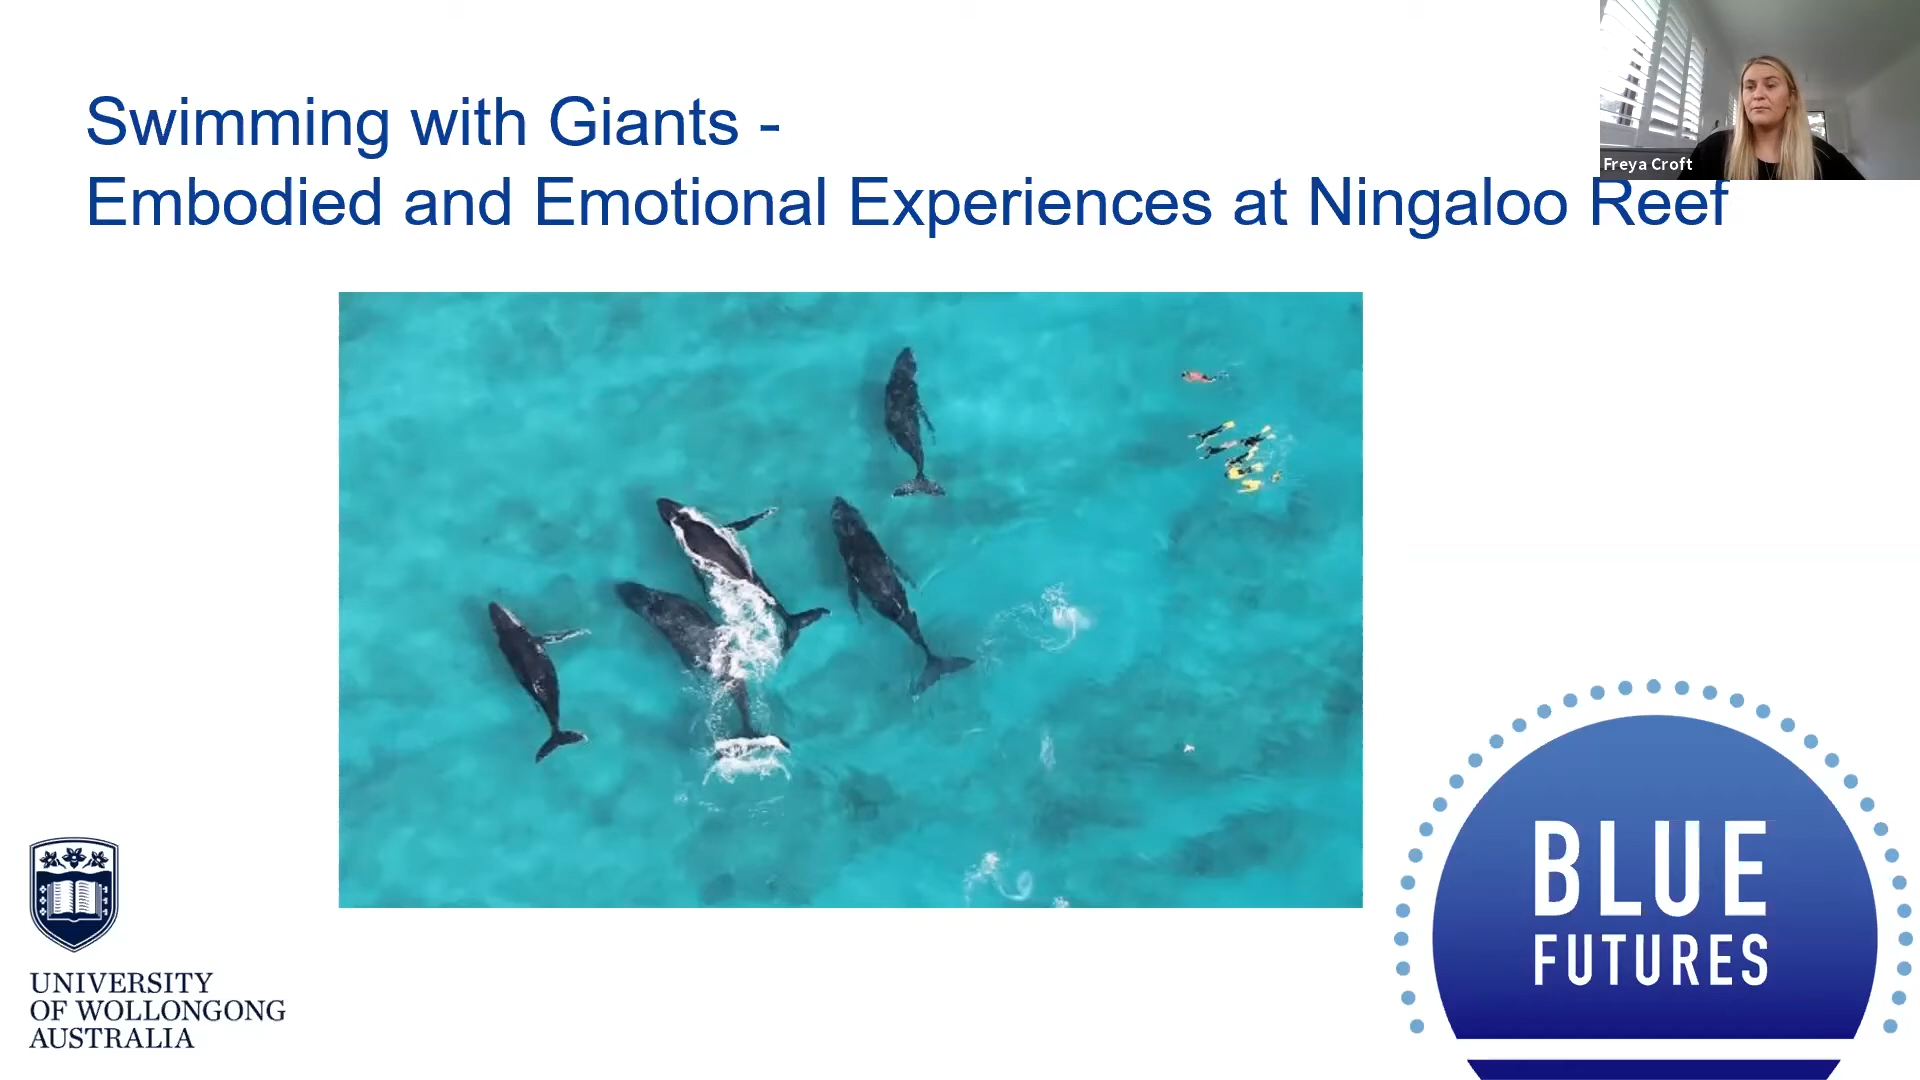 Swimming with Giants -
Embodied and Emotional Experiences at Ningaloo Reef
Freya Croft
BLUE
FUTURES
UNIVERSITY
OF WOLLONGONG
AUSTRALIA